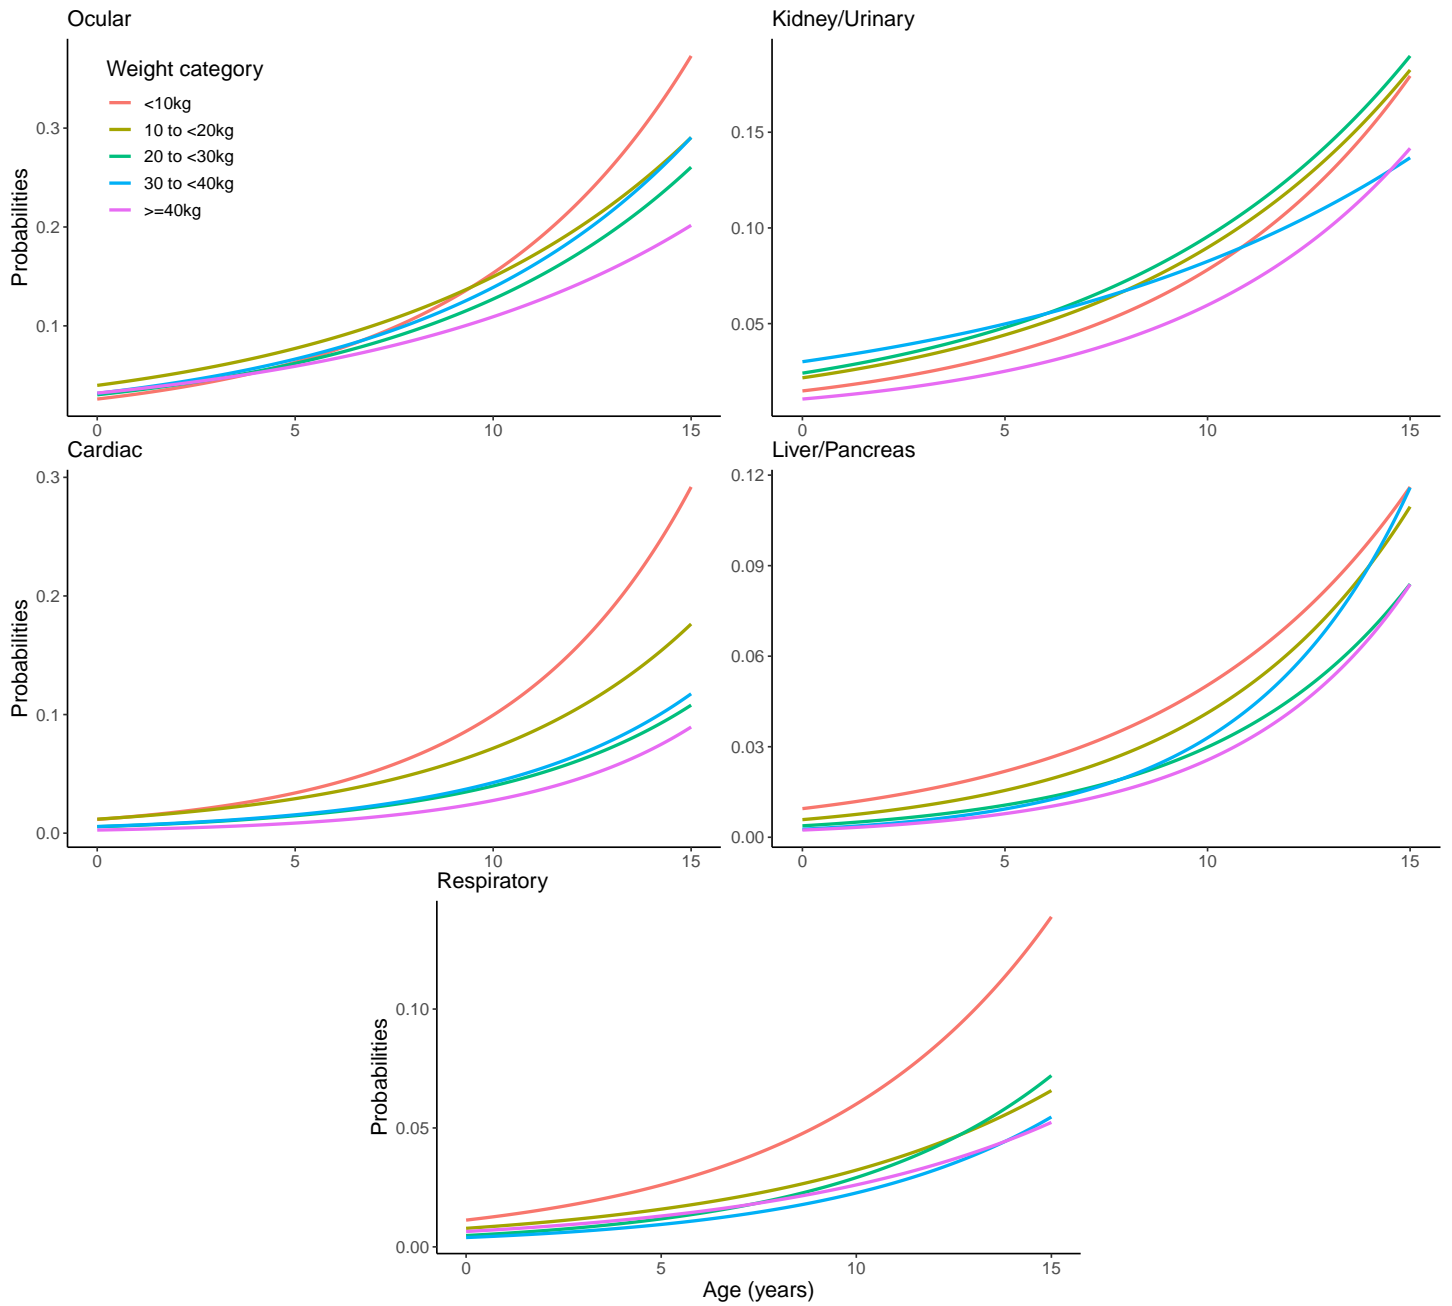 Ocular
Kidney/Urinary
Weight category
<10kg
10 to <20kg
20 to <30kg
30 to <40kg
>=40kg
Probabilities
0.3
0.2
0.1
0 5 10 15
0.15
0.10
0.05
0 5 10 15
Cardiac
Liver/Pancreas
Probabilities
0.3
0.2
0.1
0.0
0 5 10 15
0.12
0.09
0.06
0.03
0.00
0 5 10 15
Respiratory
Probabilities
0.10
0.05
0.00
0 5 10 15
Age (years)